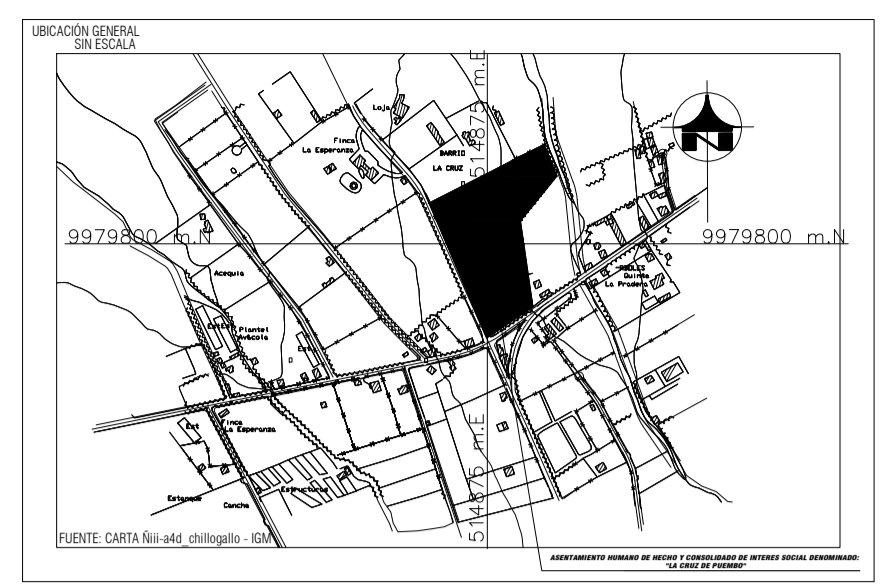 UBICACIÓN GENERAL
SIN ESCALA
514875 m.E
Loja
Finca
La Esperanza
BARRIO
LA CRUZ
N
9979800 m.N
9979800 m.N
Quinta
La Pradera
Acequia
Plantel
Avícola
Est
Finca
La Esperanza
Est
Estructuras
Estanque
Cancha
514875 m.E
FUENTE: CARTA Ñiii-a4d_chillogallo - IGM
ASENTAMIENTO HUMANO DE HECHO Y CONSOLIDADO DE INTERES SOCIAL DENOMINADO:
"LA CRUZ DE PUEMBO"